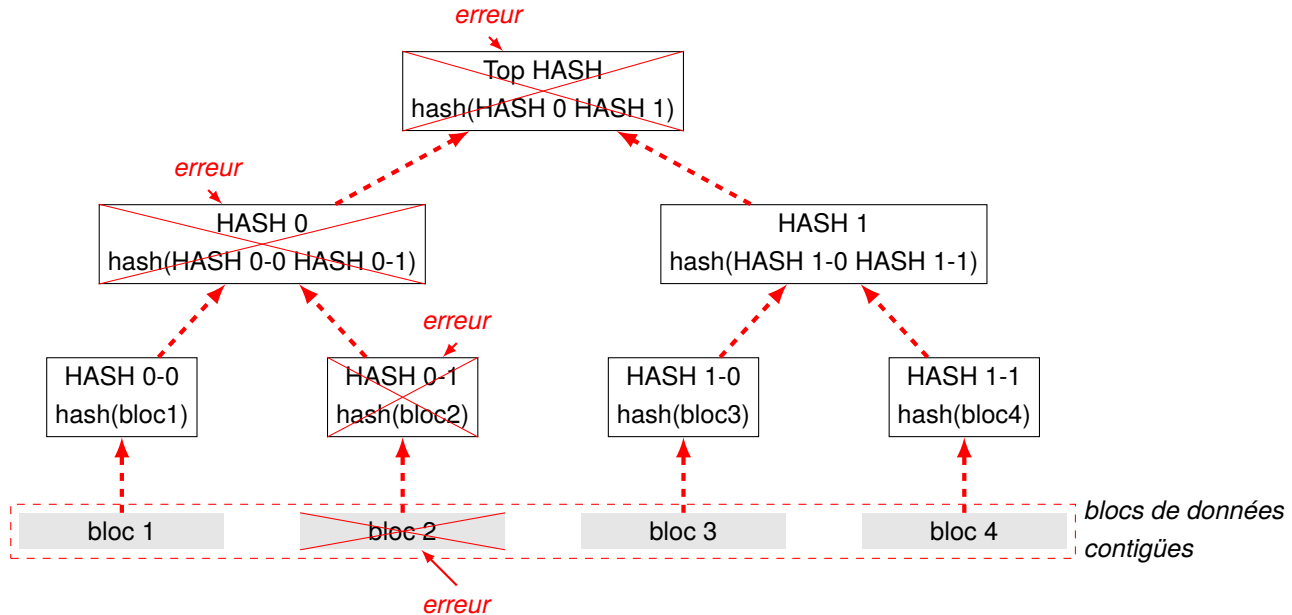 erreur
Top HASH
hash(HASH 0 HASH 1)
erreur
HASH 0
hash(HASH 0-0 HASH 0-1)
HASH 1
hash(HASH 1-0 HASH 1-1)
erreur
HASH 0-0
hash(bloc1)
HASH 0-1
hash(bloc2)
HASH 1-0
hash(bloc3)
HASH 1-1
hash(bloc4)
bloc 1
bloc 2
bloc 3
bloc 4
blocs de données
contigües
erreur